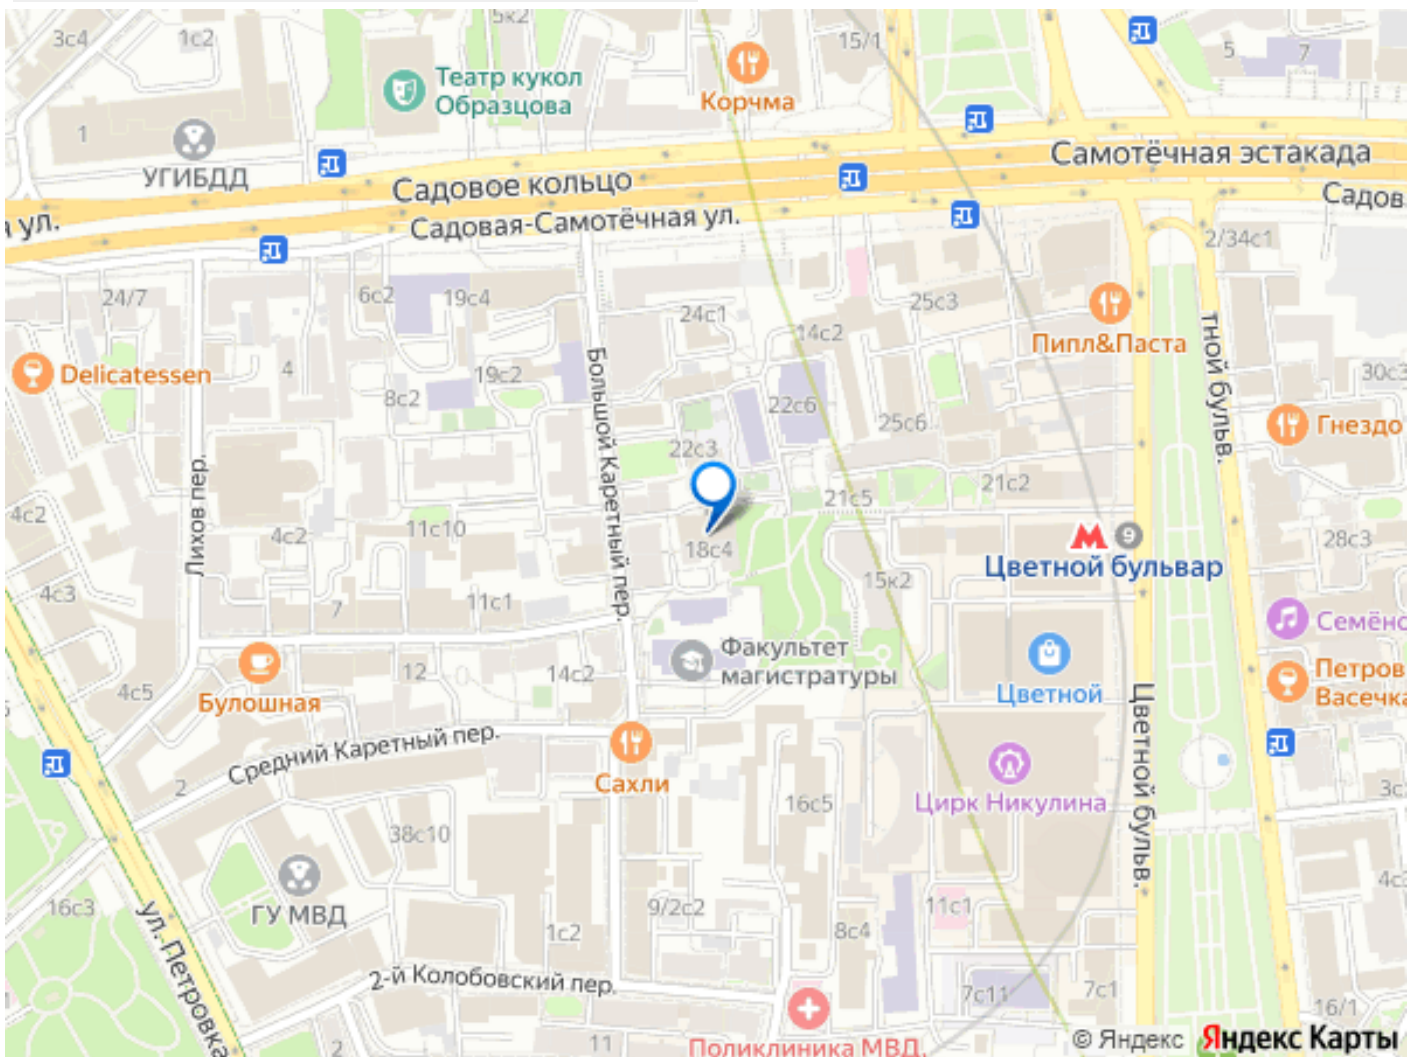 5к2
3с4
1с2
15/1
5
7
Театр кукол
Образцова
Корчма
1
УГИБДД
Самотёчная эстакада
Садовое кольцо
Садов
а ул.
Садовая-Самотёчная ул.
2/34с1
24/7
6с2
19с4
25с3
24с1
14с2
Пипл&Паста
тной бульв.
Delicatessen
4
19с2
30с3
8с2
22с6
25с6
Гнездо
Большой Каретный пер.
22с3
Лихов пер.
21с5
21с2
4с2
11с10
4с2
18с4
9
28с3
Цветной бульвар
15к2
4с3
7
11с1
Семёно
Факультет
магистратуры
12
14с2
Петров
Васечка
4с5
Булошная
Цветной
Цветной бульв.
Средний Каретный пер.
Сахли
2
Цирк Никулина
16с5
3с
38с10
4с
16с3
ГУ МВД
9/2с2
11с1
1с2
8с4
ул. Петровка
2-й Колобовский пер.
7с11
7с1
16/1
2
11
Поликлиника МВД,
© Яндекс Яндекс Карты